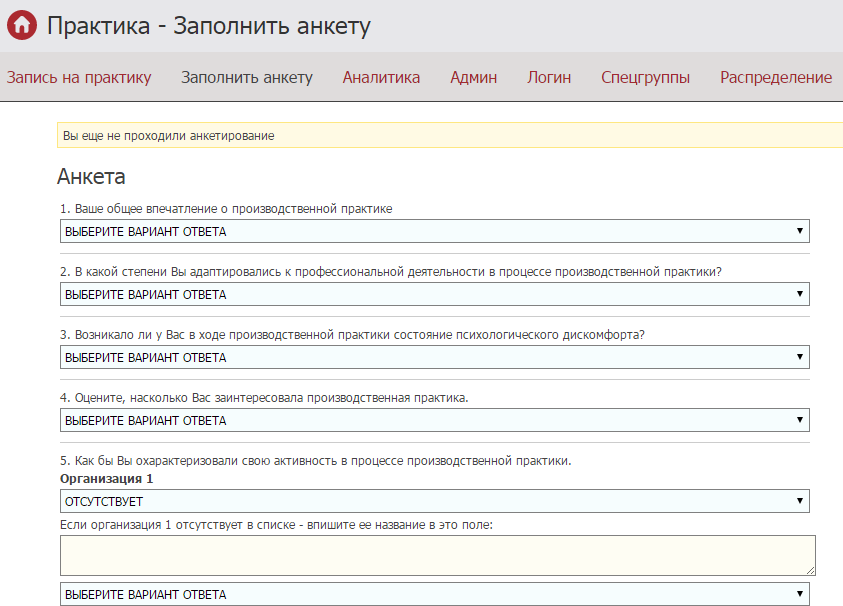 Практика - Заполнить анкету
Запись на практику Заполнить анкету Аналитика Админ Логин Спецгруппы Распределение
Вы еще не проходили анкетирование
Анкета
1. Ваше общее впечатление о производственной практике
ВЫБЕРИТЕ ВАРИАНТ ОТВЕТА
2. В какой степени Вы адаптировались к профессиональной деятельности в процессе производственной практики?
ВЫБЕРИТЕ ВАРИАНТ ОТВЕТА
3. Возникало ли у Вас в ходе производственной практики состояние психологического дискомфорта?
ВЫБЕРИТЕ ВАРИАНТ ОТВЕТА
4. Оцените, насколько Вас заинтересовала производственная практика.
ВЫБЕРИТЕ ВАРИАНТ ОТВЕТА
5. Как бы Вы охарактеризовали свою активность в процессе производственной практики.
Организация 1
ОТСУТСТВУЕТ
Если организация 1 отсутствует в списке - впишите ее название в это поле:
ВЫБЕРИТЕ ВАРИАНТ ОТВЕТА